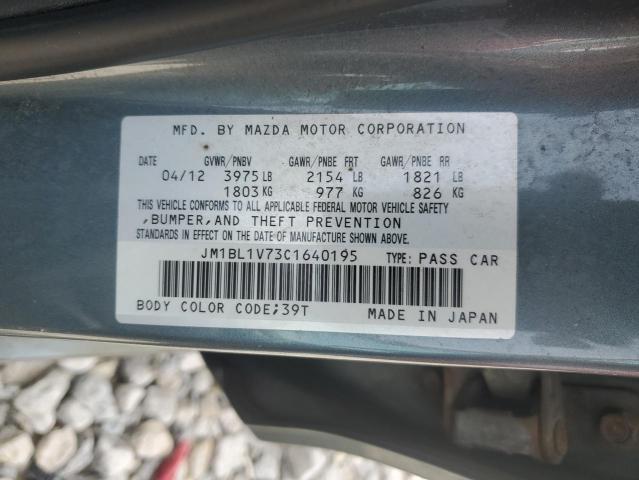 MFD. BY MAZDA MOTOR CORPORATION
DATE GVWR/PNBV GAWR/PNBE FRT GAWR/PNBE RR
04/12 3975 LB 2154 LB 1821 LB
1803 KG 977 KG 826 KG
THIS VEHICLE CONFORMS TO ALL APPLICABLE FEDERAL MOTOR VEHICLE SAFETY
,BUMPER,AND THEFT PREVENTION
STANDARDS IN EFFECT ON THE DATE OF MANUFACTURE SHOWN ABOVE.
JM1BL1V73C1640195 TYPE: PASS CAR
BODY COLOR CODE;39T MADE IN JAPAN